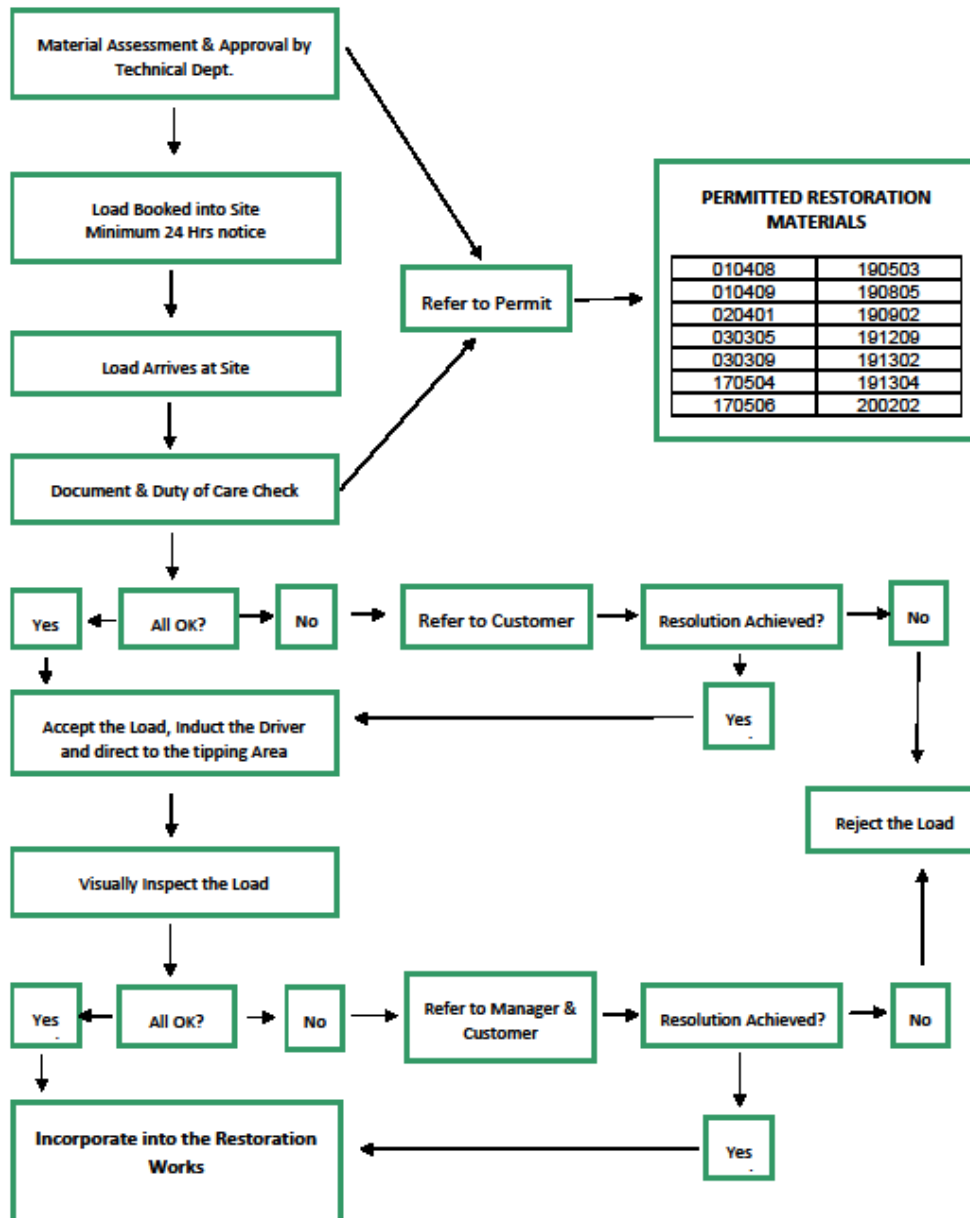 Material Assessment & Approval by
Technical Dept.
Load Booked into Site
Minimum 24 Hrs notice
Load Arrives at Site
Document & Duty of Care Check
Refer to Permit
PERMITTED RESTORATION
MATERIALS
010408 190503
010409 190805
020401 190902
030305 191209
030309 191302
170504 191304
170506 200202
Yes
All OK?
No
Refer to Customer
Resolution Achieved?
No
Yes
Accept the Load, Induct the Driver
and direct to the tipping Area
Reject the Load
Visually Inspect the Load
Yes
All OK?
No
Refer to Manager &
Customer
Resolution Achieved?
No
Yes
Incorporate into the Restoration
Works